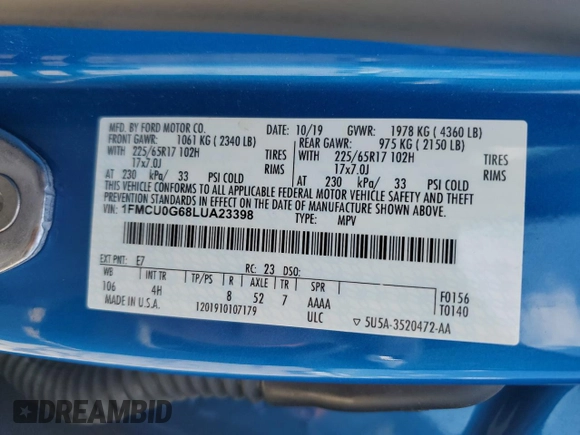 MFD. BY FORD MOTOR CO. 10/19 GVWR: 1978 KG (4360 LB)
FRONT GAWR: 1061 KG (2340 LB) REAR GAWR: 975 KG (2150 LB)
WITH 225/65R17 102H TIRES WITH 225/65R17 102H TIRES
17x7.0J RIMS 17x7.0J RIMS
AT 230 kPa/ 33 PSI COLD AT 230 kPa/ 33 PSI COLD
THIS VEHICLE CONFORMS TO ALL APPLICABLE FEDERAL MOTOR VEHICLE SAFETY AND THEFT
PREVENTION STANDARDS IN EFFECT ON THE DATE OF MANUFACTURE SHOWN ABOVE.
VIN: 1FMCU0G68LUA23398 TYPE: MPV
EXT PNT: E7 RC: 23 DSO:
WB INT TR TP/PS R AXLE TR SPR F0156
106 4H 8 52 7 AAAA T0140
MADE IN U.S.A. 1201910107179 ULC ▽ 5U5A-3520472-AA
DREAMBID